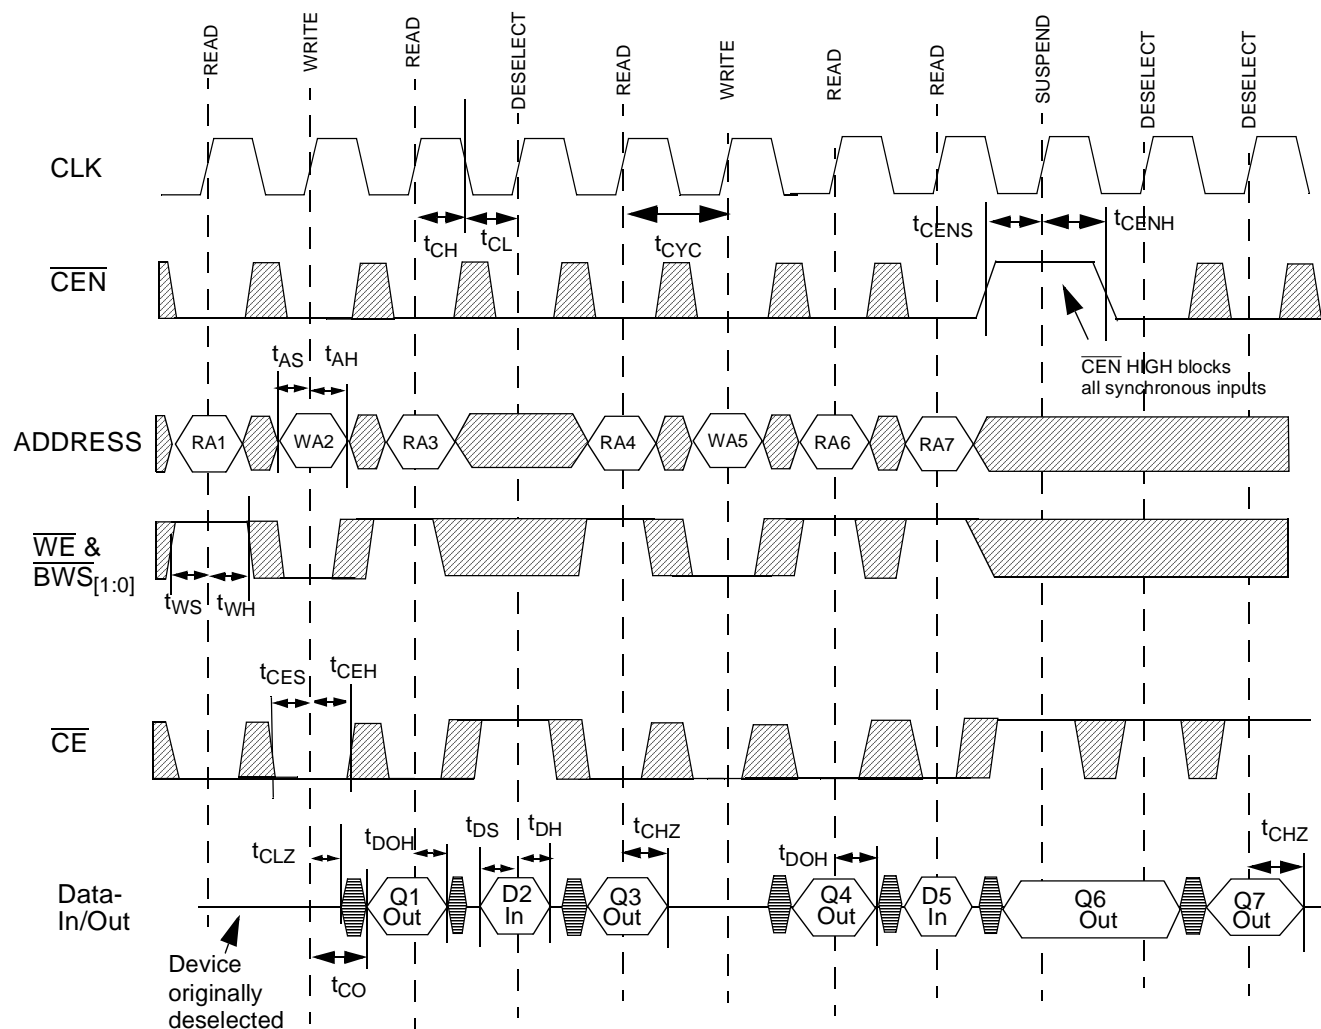 READ
WRITE
READ
DESELECT
READ
WRITE
READ
READ
SUSPEND
DESELECT
DESELECT
CLK
tCH
tCL
tCYC
tCENS
tCENH
CEN
CEN HIGH blocks
all synchronous inputs
tAS
tAH
ADDRESS
RA1
WA2
RA3
RA4
WA5
RA6
RA7
WE &
BWS[1:0]
tWS
tWH
tCES
tCEH
CE
tCLZ
tDOH
tDS
tDH
tCHZ
tDOH
tCHZ
Data-
In/Out
Q1
Out
D2
In
Q3
Out
Q4
Out
D5
In
Q6
Out
Q7
Out
tCO
Device
originally
deselected